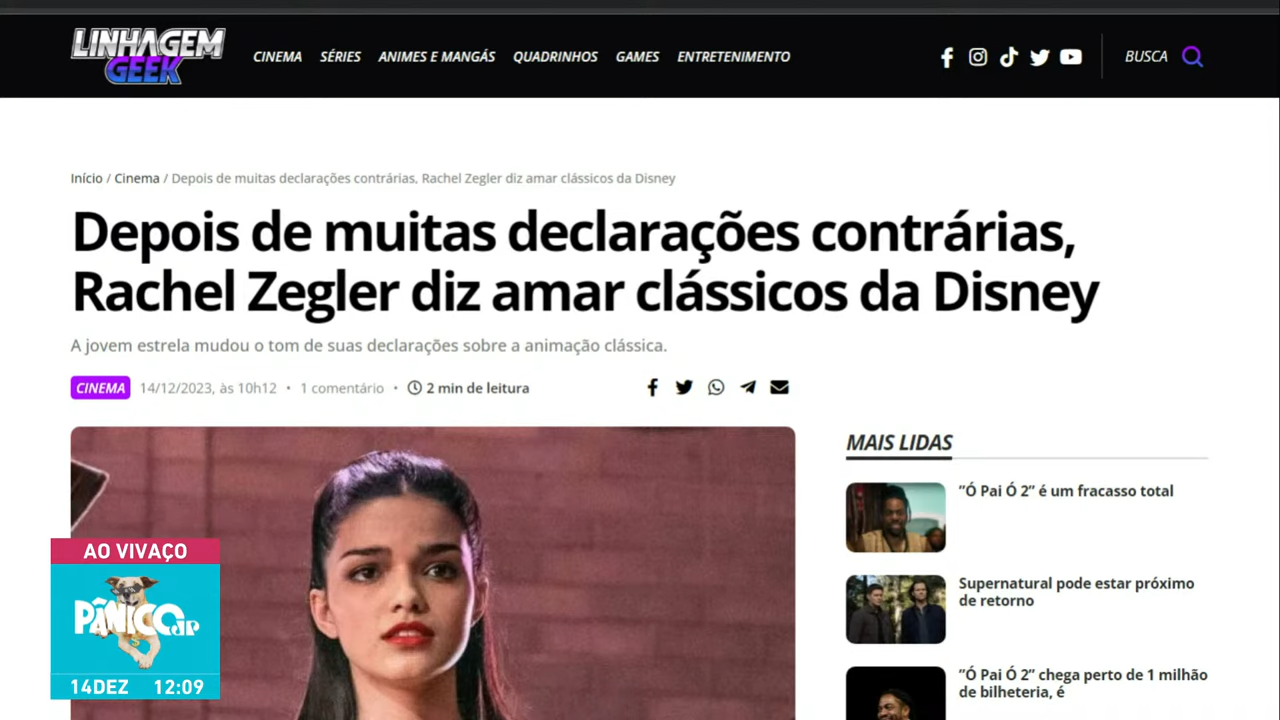 LINHAGEM
GEEK
CINEMA SÉRIES ANIMES E MANGÁS QUADRINHOS GAMES ENTRETENIMENTO
BUSCA
Início / Cinema / Depois de muitas declarações contrárias, Rachel Zegler diz amar clássicos da Disney
Depois de muitas declarações contrárias,
Rachel Zegler diz amar clássicos da Disney
A jovem estrela mudou o tom de suas declarações sobre a animação clássica.
CINEMA 14/12/2023, às 10h12 • 1 comentário • 2 min de leitura
MAIS LIDAS
”Ó Pai Ó 2” é um fracasso total
Supernatural pode estar próximo
de retorno
”Ó Pai Ó 2” chega perto de 1 milhão
de bilheteria, é
AO VIVAÇO
PÂNICO JP
14DEZ 12:09